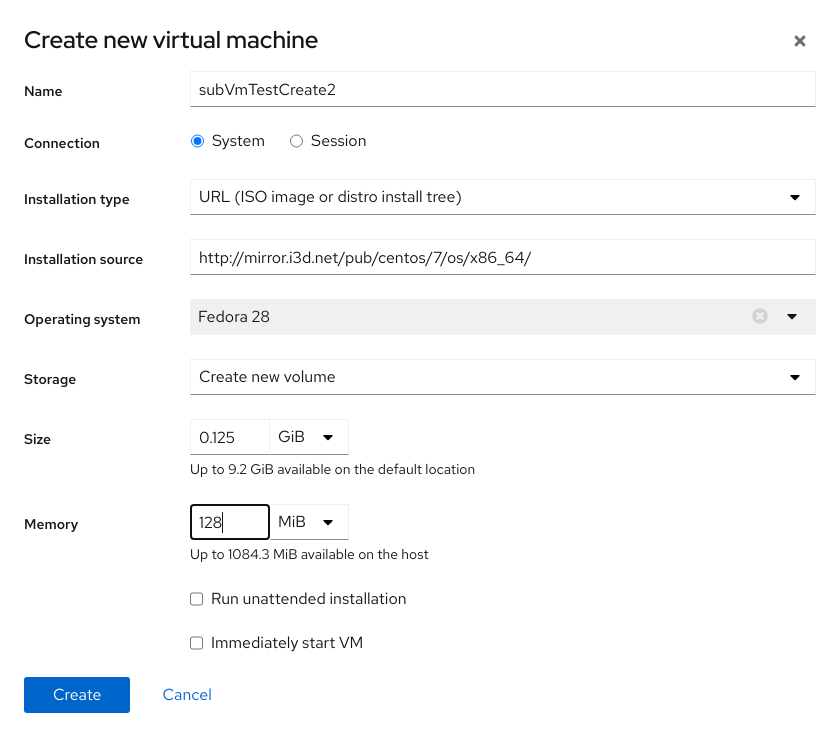 Create new virtual machine
Name
subVmTestCreate2
Connection
System
Session
Installation type
URL (ISO image or distro install tree)
Installation source
http://mirror.i3d.net/pub/centos/7/os/x86_64/
Operating system
Fedora 28
Storage
Create new volume
Size
0.125
GiB
Up to 9.2 GiB available on the default location
Memory
128
MiB
Up to 1084.3 MiB available on the host
Run unattended installation
Immediately start VM
Create
Cancel